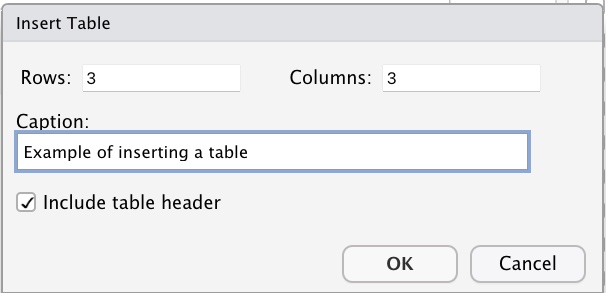 Insert Table
Rows: 3 Columns: 3
Caption:
Example of inserting a table
Include table header
OK Cancel